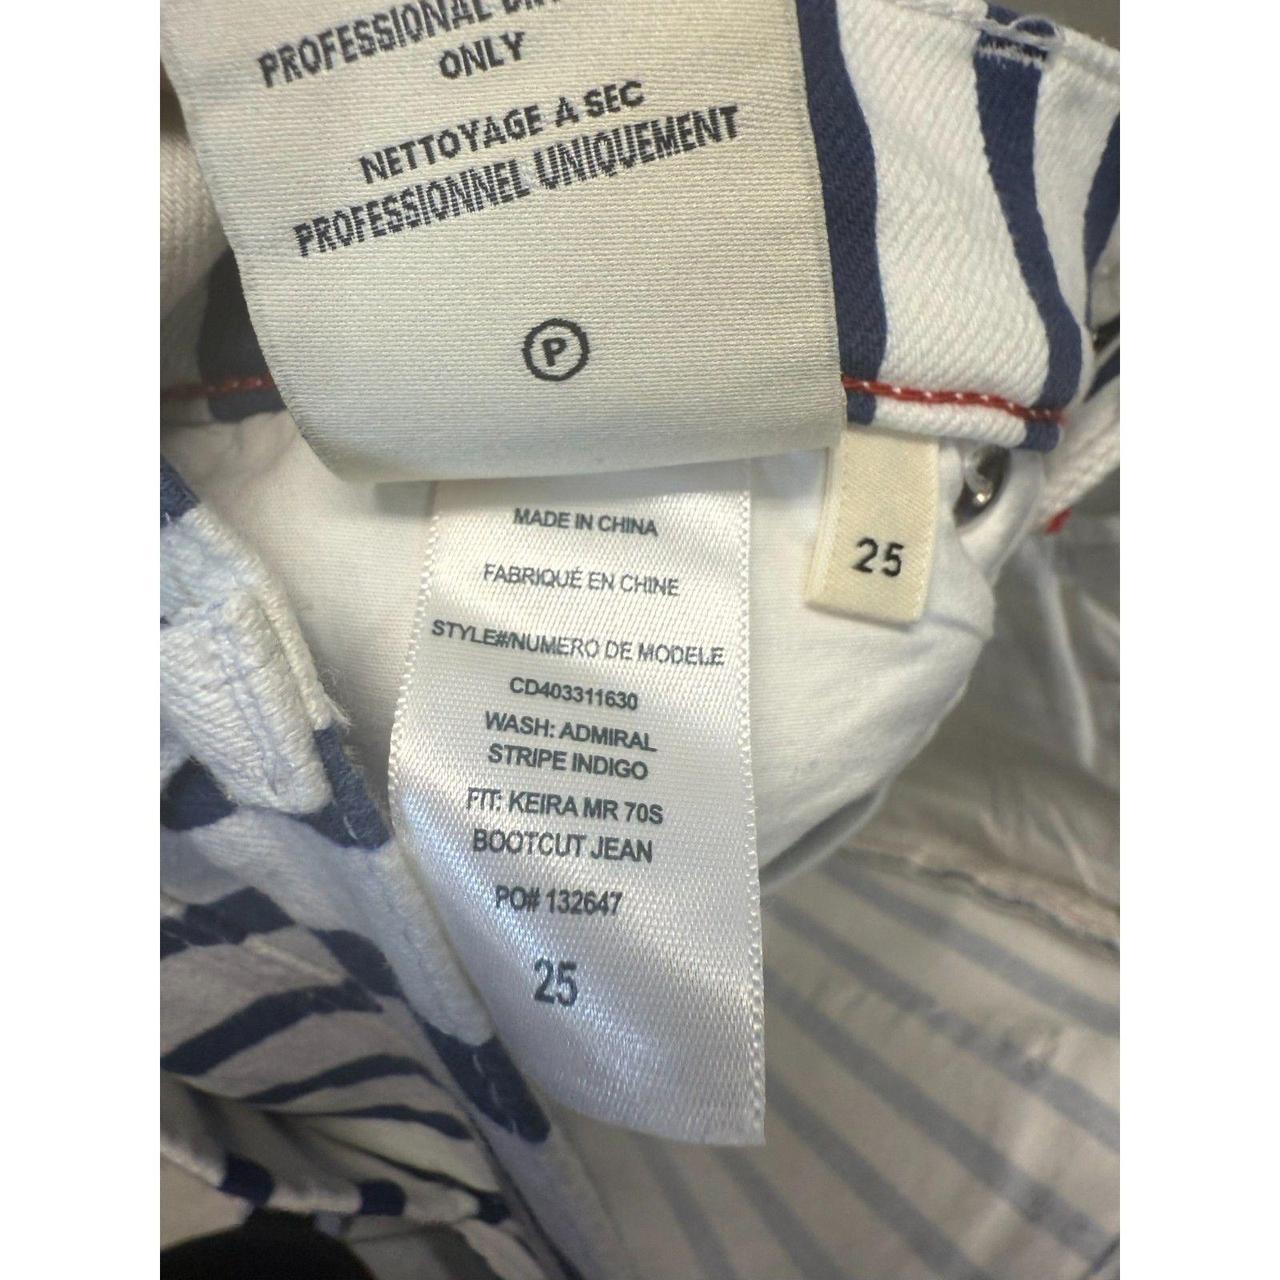 PROFESSIONAL
ONLY
NETTOYAGE A SEC
PROFESSIONNEL UNIQUEMENT
P
MADE IN CHINA
FABRIQUÉ EN CHINE
STYLE#/NUMERO DE MODELE
CD403311630
WASH: ADMIRAL
STRIPE INDIGO
FIT: KEIRA MR 70S
BOOTCUT JEAN
PO# 132647
25
25